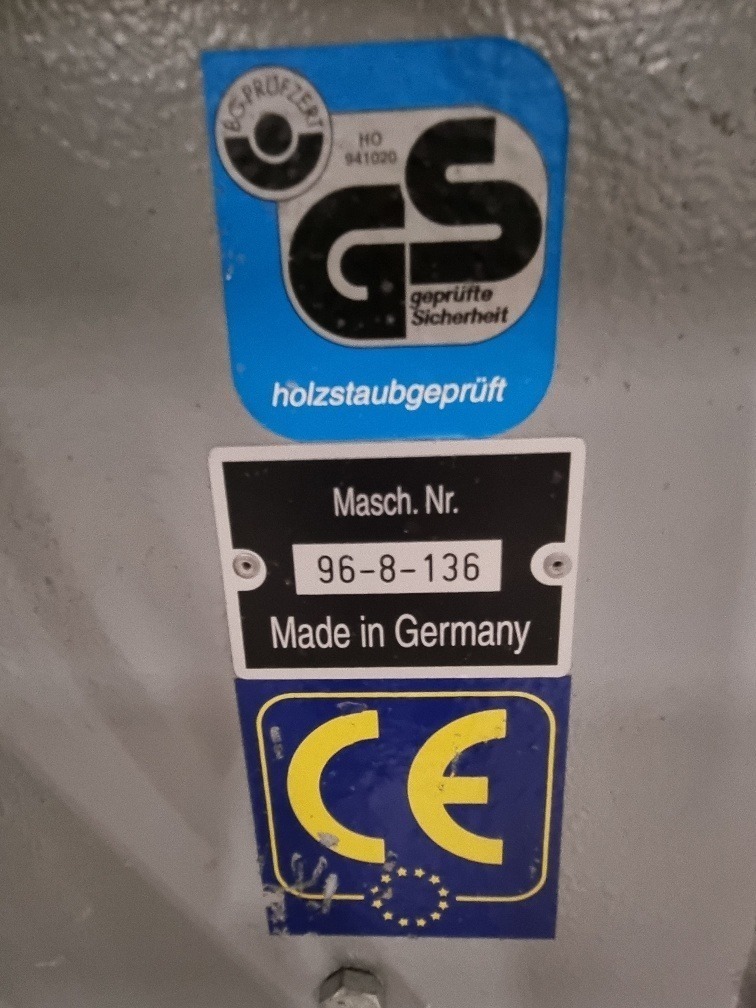 BG-PRÜFZERT
HO
941020
GS
geprüfte
Sicherheit
holzstaubgeprüft
Masch. Nr.
96-8-136
Made in Germany
CE